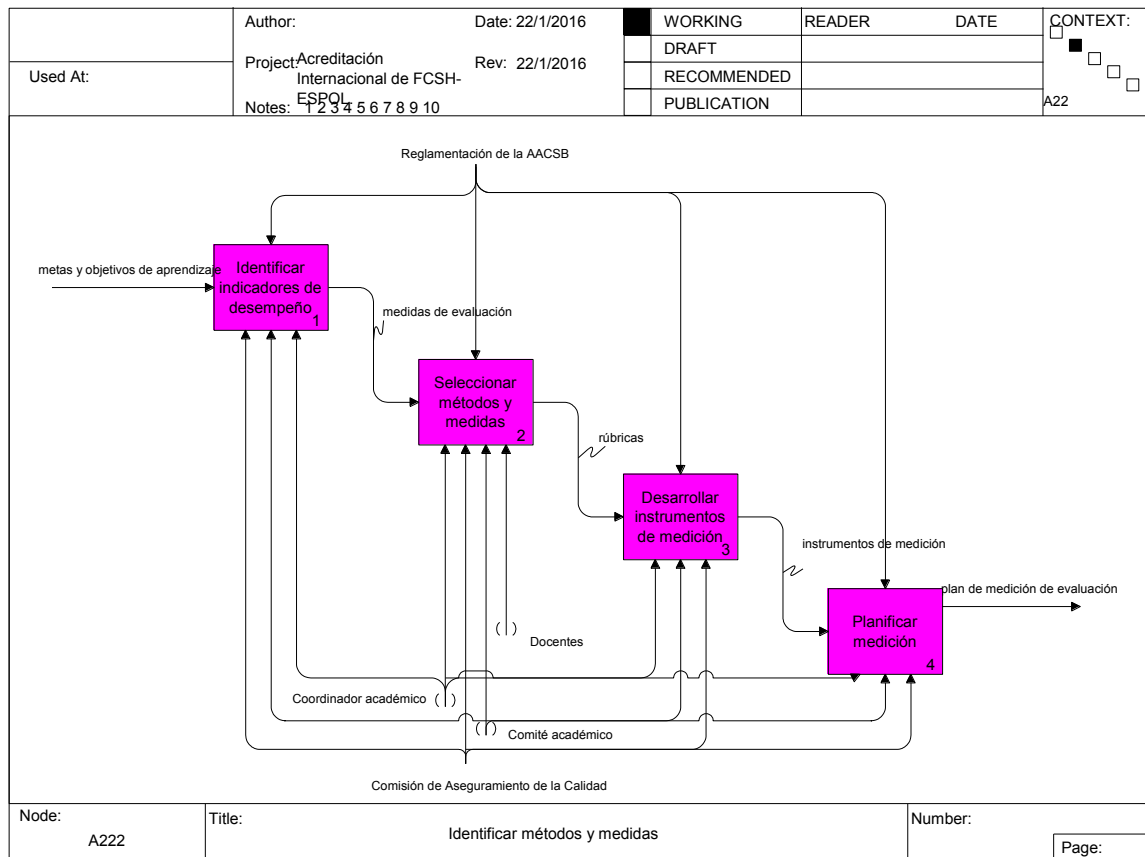 Used At:
Author:
Date: 22/1/2016
Project: Acreditación
Internacional de FCSH-
ESPOL
Rev: 22/1/2016
Notes: 1 2 3 4 5 6 7 8 9 10
WORKING
DRAFT
RECOMMENDED
PUBLICATION
READER
DATE
CONTEXT:
A22
Reglamentación de la AACSB
metas y objetivos de aprendizaje
Identificar
indicadores de
desempeño
1
medidas de evaluación
Seleccionar
métodos y
medidas
2
rúbricas
Desarrollar
instrumentos
de medición
3
instrumentos de medición
plan de medición de evaluación
Planificar
medición
4
Docentes
Coordinador académico
Comité académico
Comisión de Aseguramiento de la Calidad
Node:
A222
Title:
Identificar métodos y medidas
Number:
Page: